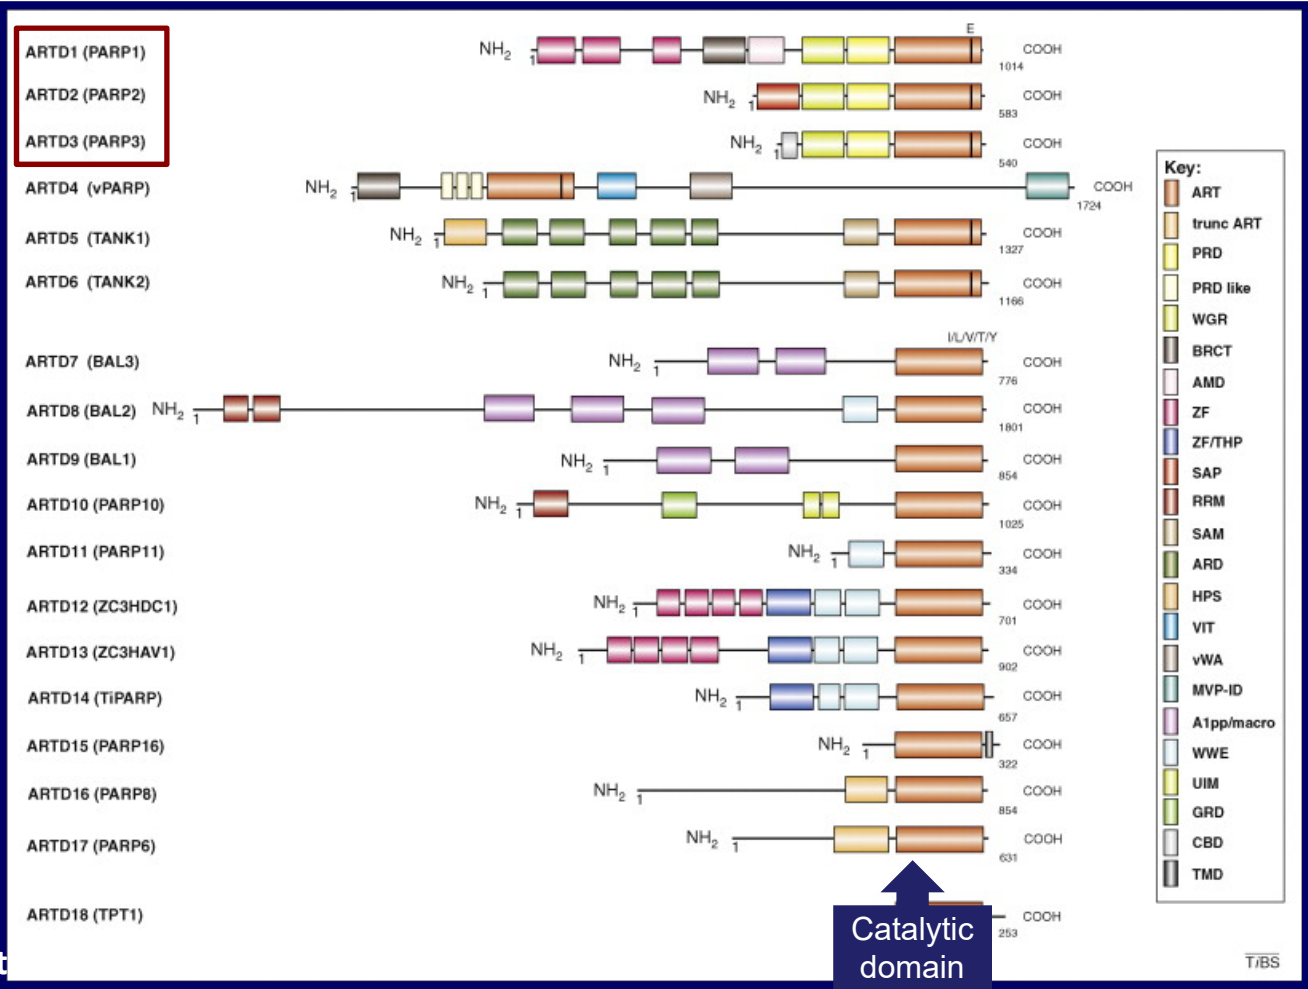 E
ARTD1 (PARP1) NH2 1 1014 COOH
ARTD2 (PARP2) NH2 1 583 COOH
ARTD3 (PARP3) NH2 1 540 COOH
ARTD4 (vPARP) NH2 1 1724 COOH
ARTD5 (TANK1) NH2 1 1327 COOH
ARTD6 (TANK2) NH2 1 1166 COOH
I/L/V/T/Y
ARTD7 (BAL3) NH2 1 776 COOH
ARTD8 (BAL2) NH2 1 1801 COOH
ARTD9 (BAL1) NH2 1 854 COOH
ARTD10 (PARP10) NH2 1 1025 COOH
ARTD11 (PARP11) NH2 1 334 COOH
ARTD12 (ZC3HDC1) NH2 1 701 COOH
ARTD13 (ZC3HAV1) NH2 1 902 COOH
ARTD14 (TiPARP) NH2 1 657 COOH
ARTD15 (PARP16) NH2 1 322 COOH
ARTD16 (PARP8) NH2 1 854 COOH
ARTD17 (PARP6) NH2 1 631 COOH
ARTD18 (TPT1) 253 COOH
Catalytic
domain
Key:
ART
trunc ART
PRD
PRD like
WGR
BRCT
AMD
ZF
ZF/THP
SAP
RRM
SAM
ARD
HPS
VIT
vWA
MVP-ID
A1pp/macro
WWE
UIM
GRD
CBD
TMD
t
TiBS